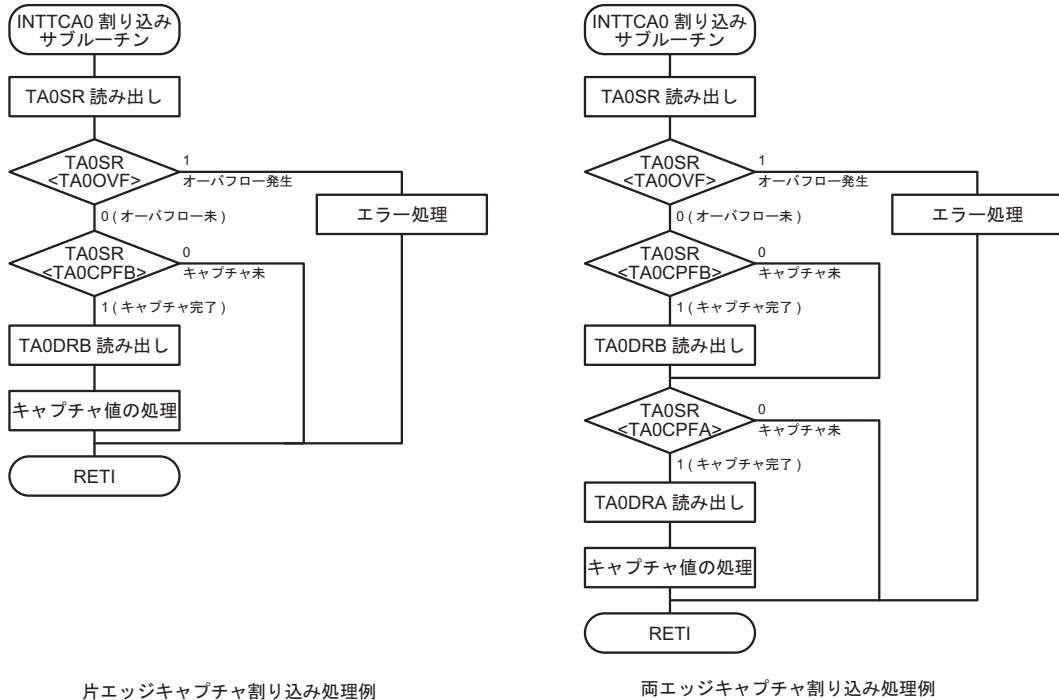 INTTCA0 割り込み
サブルーチン
TA0SR 読み出し
TA0SR
<TA0OVF>
1
オーバフロー発生
エラー処理
0 ( オーバフロー未 )
TA0SR
<TA0CPFB>
0
キャプチャ未
1 ( キャプチャ完了 )
TA0DRB 読み出し
キャプチャ値の処理
RETI
片エッジキャプチャ割り込み処理例
INTTCA0 割り込み
サブルーチン
TA0SR 読み出し
TA0SR
<TA0OVF>
1
オーバフロー発生
エラー処理
0 ( オーバフロー未 )
TA0SR
<TA0CPFB>
0
キャプチャ未
1 ( キャプチャ完了 )
TA0DRB 読み出し
TA0SR
<TA0CPFA>
0
キャプチャ未
1 ( キャプチャ完了 )
TA0DRA 読み出し
キャプチャ値の処理
RETI
両エッジキャプチャ割り込み処理例